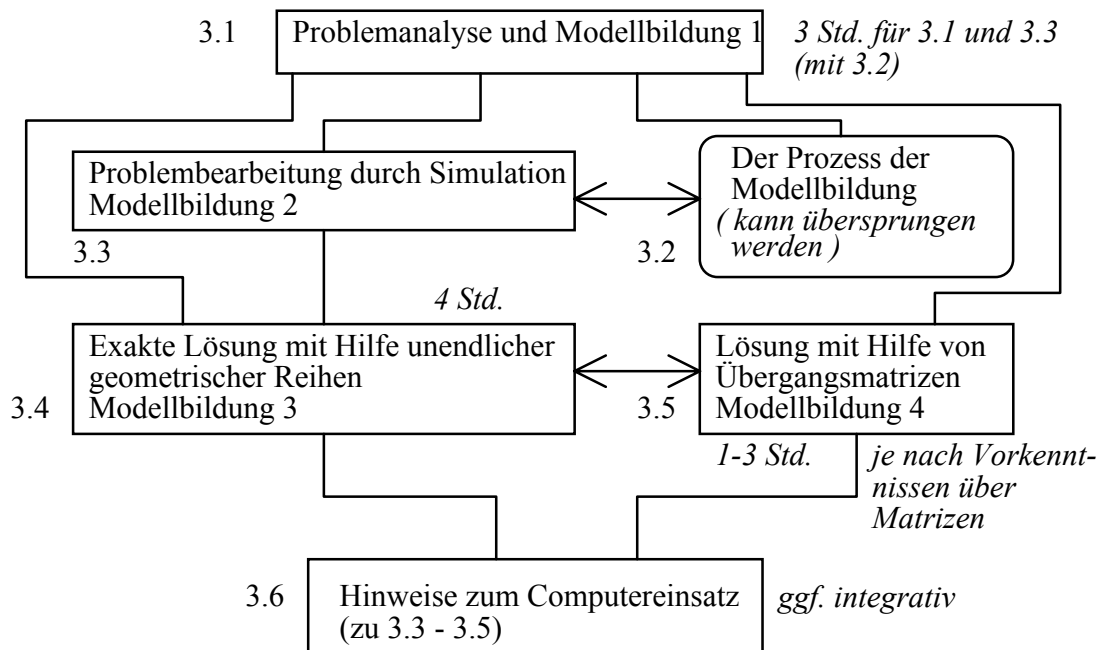 3.1
Problemanalyse und Modellbildung 1
3 Std. für 3.1 und 3.3
(mit 3.2)
Problembearbeitung durch Simulation
Modellbildung 2
3.3
Der Prozess der
Modellbildung
( kann übersprungen
werden )
3.2
4 Std.
Exakte Lösung mit Hilfe unendlicher
geometrischer Reihen
Modellbildung 3
3.4
Lösung mit Hilfe von
Übergangsmatrizen
Modellbildung 4
3.5
1-3 Std.
je nach Vorkennt-
nissen über
Matrizen
3.6
Hinweise zum Computereinsatz
(zu 3.3 - 3.5)
ggf. integrativ